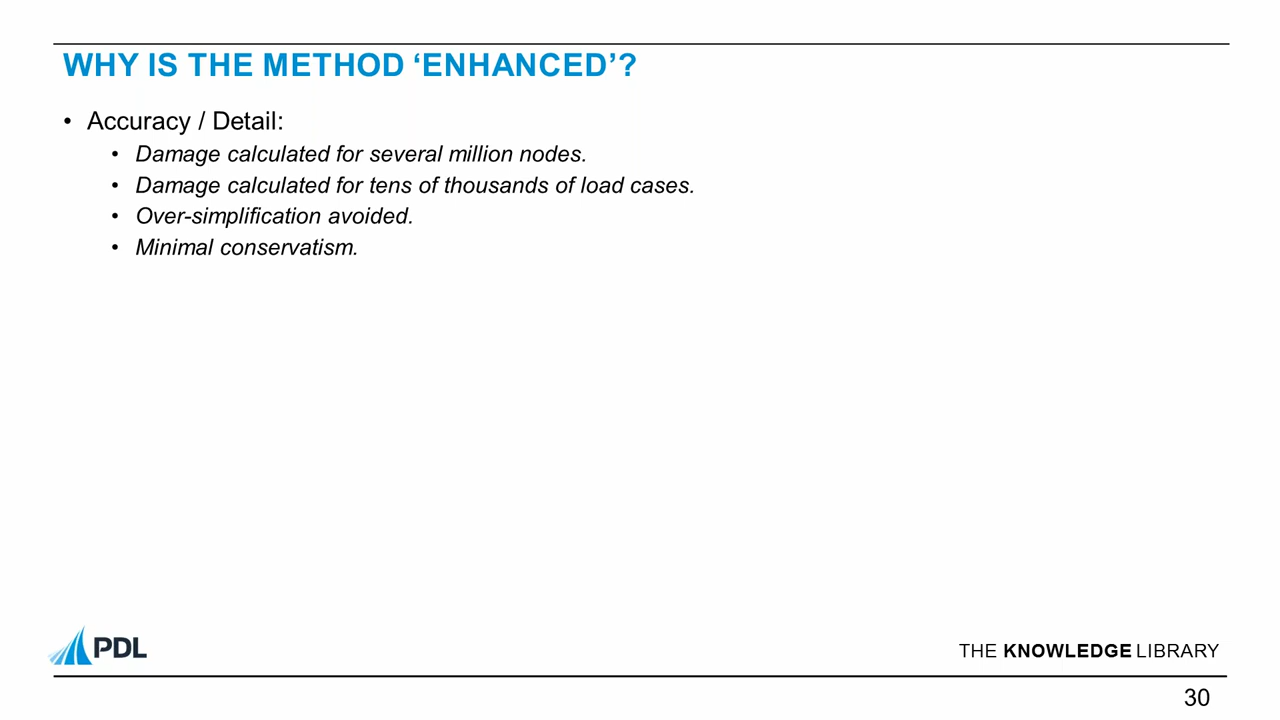 WHY IS THE METHOD ‘ENHANCED’?
• Accuracy / Detail:
• Damage calculated for several million nodes.
• Damage calculated for tens of thousands of load cases.
• Over-simplification avoided.
• Minimal conservatism.
PDL
THE KNOWLEDGE LIBRARY
30